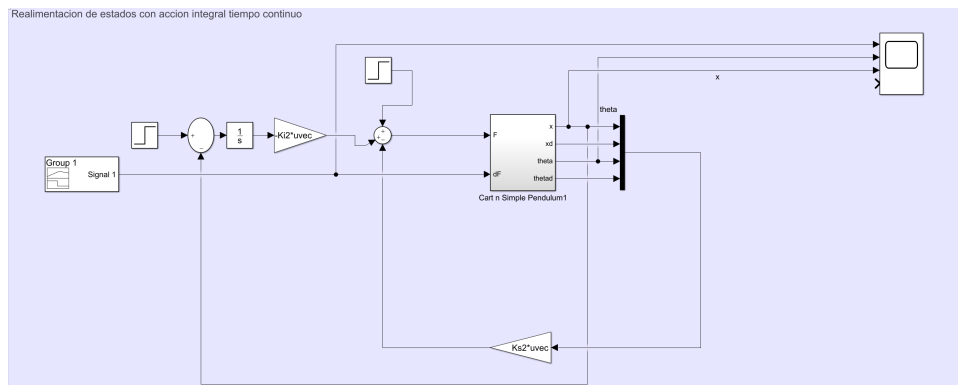 Realimentacion de estados con accion integral tiempo continuo
x
theta
+
−
1
s
-Ki2*uvec
+
+
−
F
x
xd
theta
thetad
dF
Group 1
Signal 1
Cart n Simple Pendulum1
Ks2*uvec